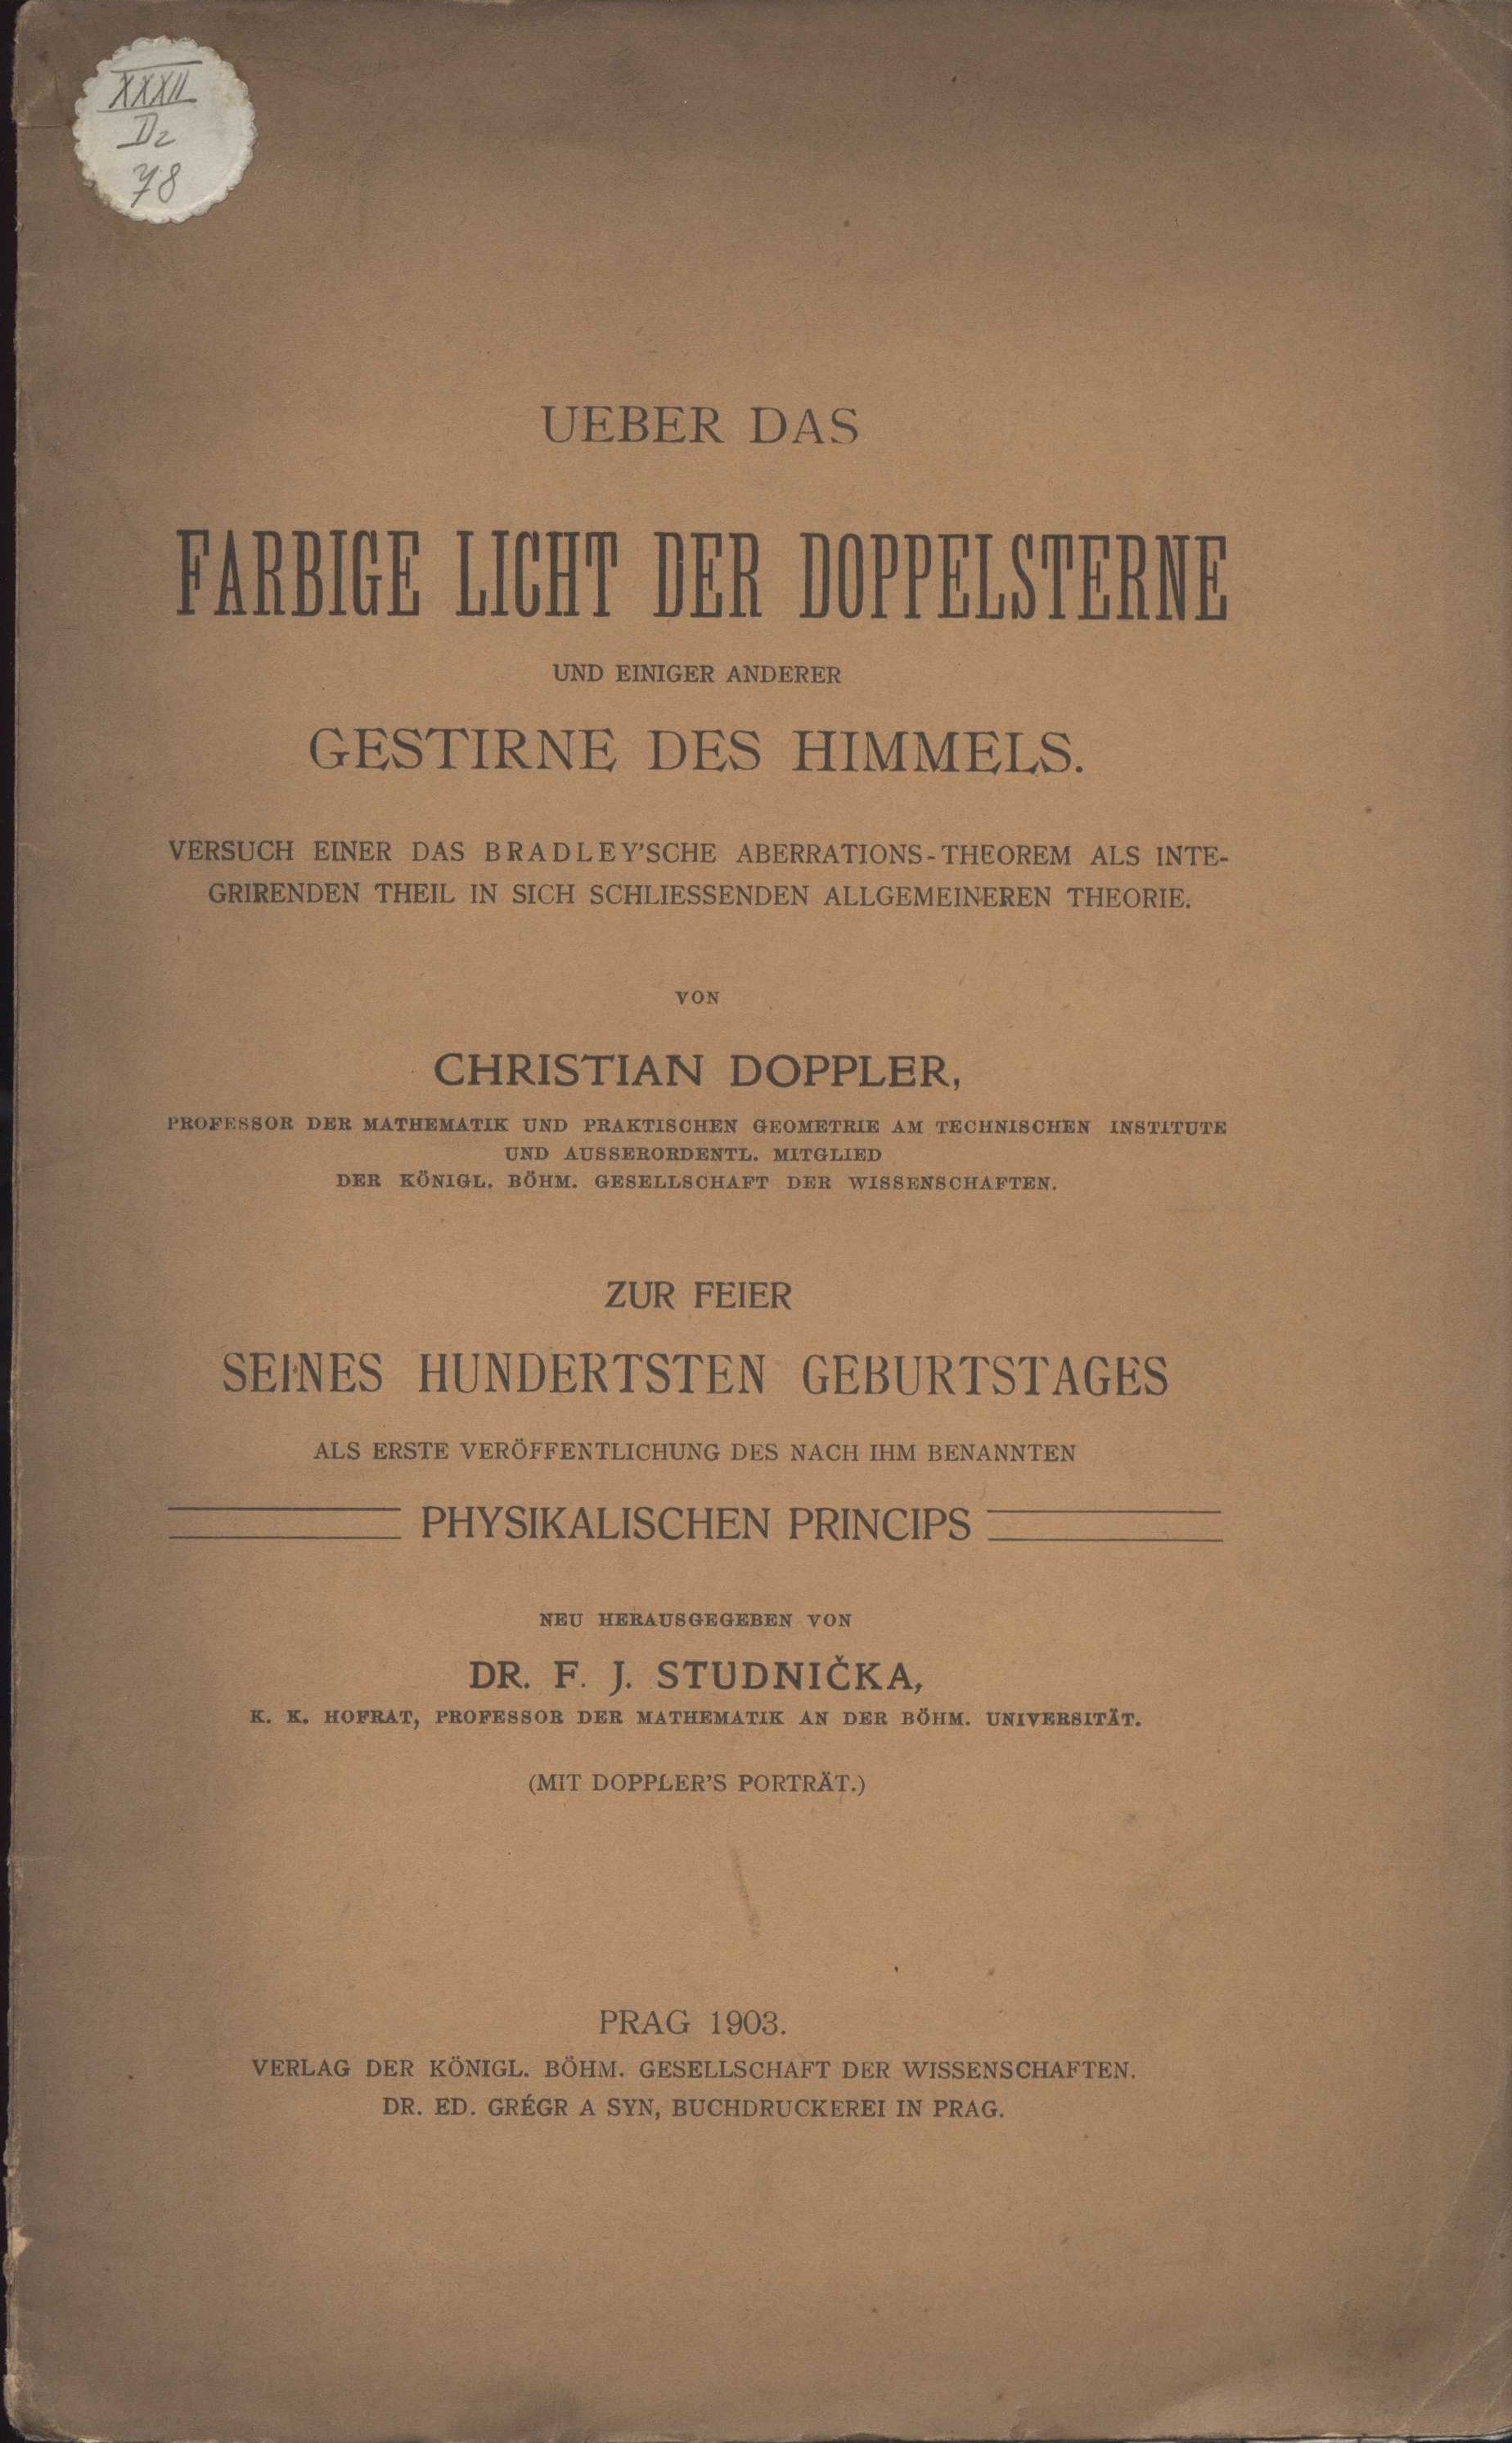 XXXII
D2
78
UEBER DAS
FARBIGE LICHT DER DOPPELSTERNE
UND EINIGER ANDERER
GESTIRNE DES HIMMELS.
VERSUCH EINER DAS BRADLEY'SCHE ABERRATIONS-THEOREM ALS INTE-
GRIRENDEN THEIL IN SICH SCHLIESSENDEN ALLGEMEINEREN THEORIE.
VON
CHRISTIAN DOPPLER,
PROFESSOR DER MATHEMATIK UND PRAKTISCHEN GEOMETRIE AM TECHNISCHEN INSTITUTE
UND AUSSERORDENTL. MITGLIED
DER KÖNIGL. BÖHM. GESELLSCHAFT DER WISSENSCHAFTEN.
ZUR FEIER
SEINES HUNDERTSTEN GEBURTSTAGES
ALS ERSTE VERÖFFENTLICHUNG DES NACH IHM BENANNTEN
PHYSIKALISCHEN PRINCIPS
NEU HERAUSGEGEBEN VON
DR. F. J. STUDNIČKA,
K. K. HOFRAT, PROFESSOR DER MATHEMATIK AN DER BÖHM. UNIVERSITÄT.
(MIT DOPPLER'S PORTRÄT.)
PRAG 1903.
VERLAG DER KÖNIGL. BÖHM. GESELLSCHAFT DER WISSENSCHAFTEN.
DR. ED. GRÉGR A SYN, BUCHDRUCKEREI IN PRAG.